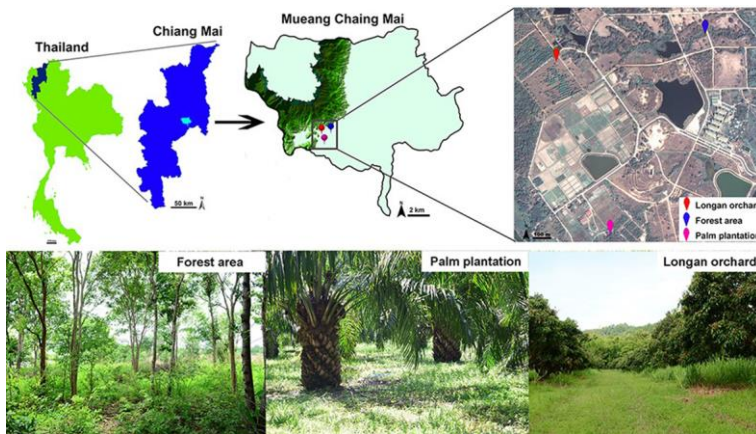 Thailand
Chiang Mai
Mueang Chaing Mai
50 km
N
2 km
N
Longan orchard
Forest area
Palm plantation
Forest area
Palm plantation
Longan orchard